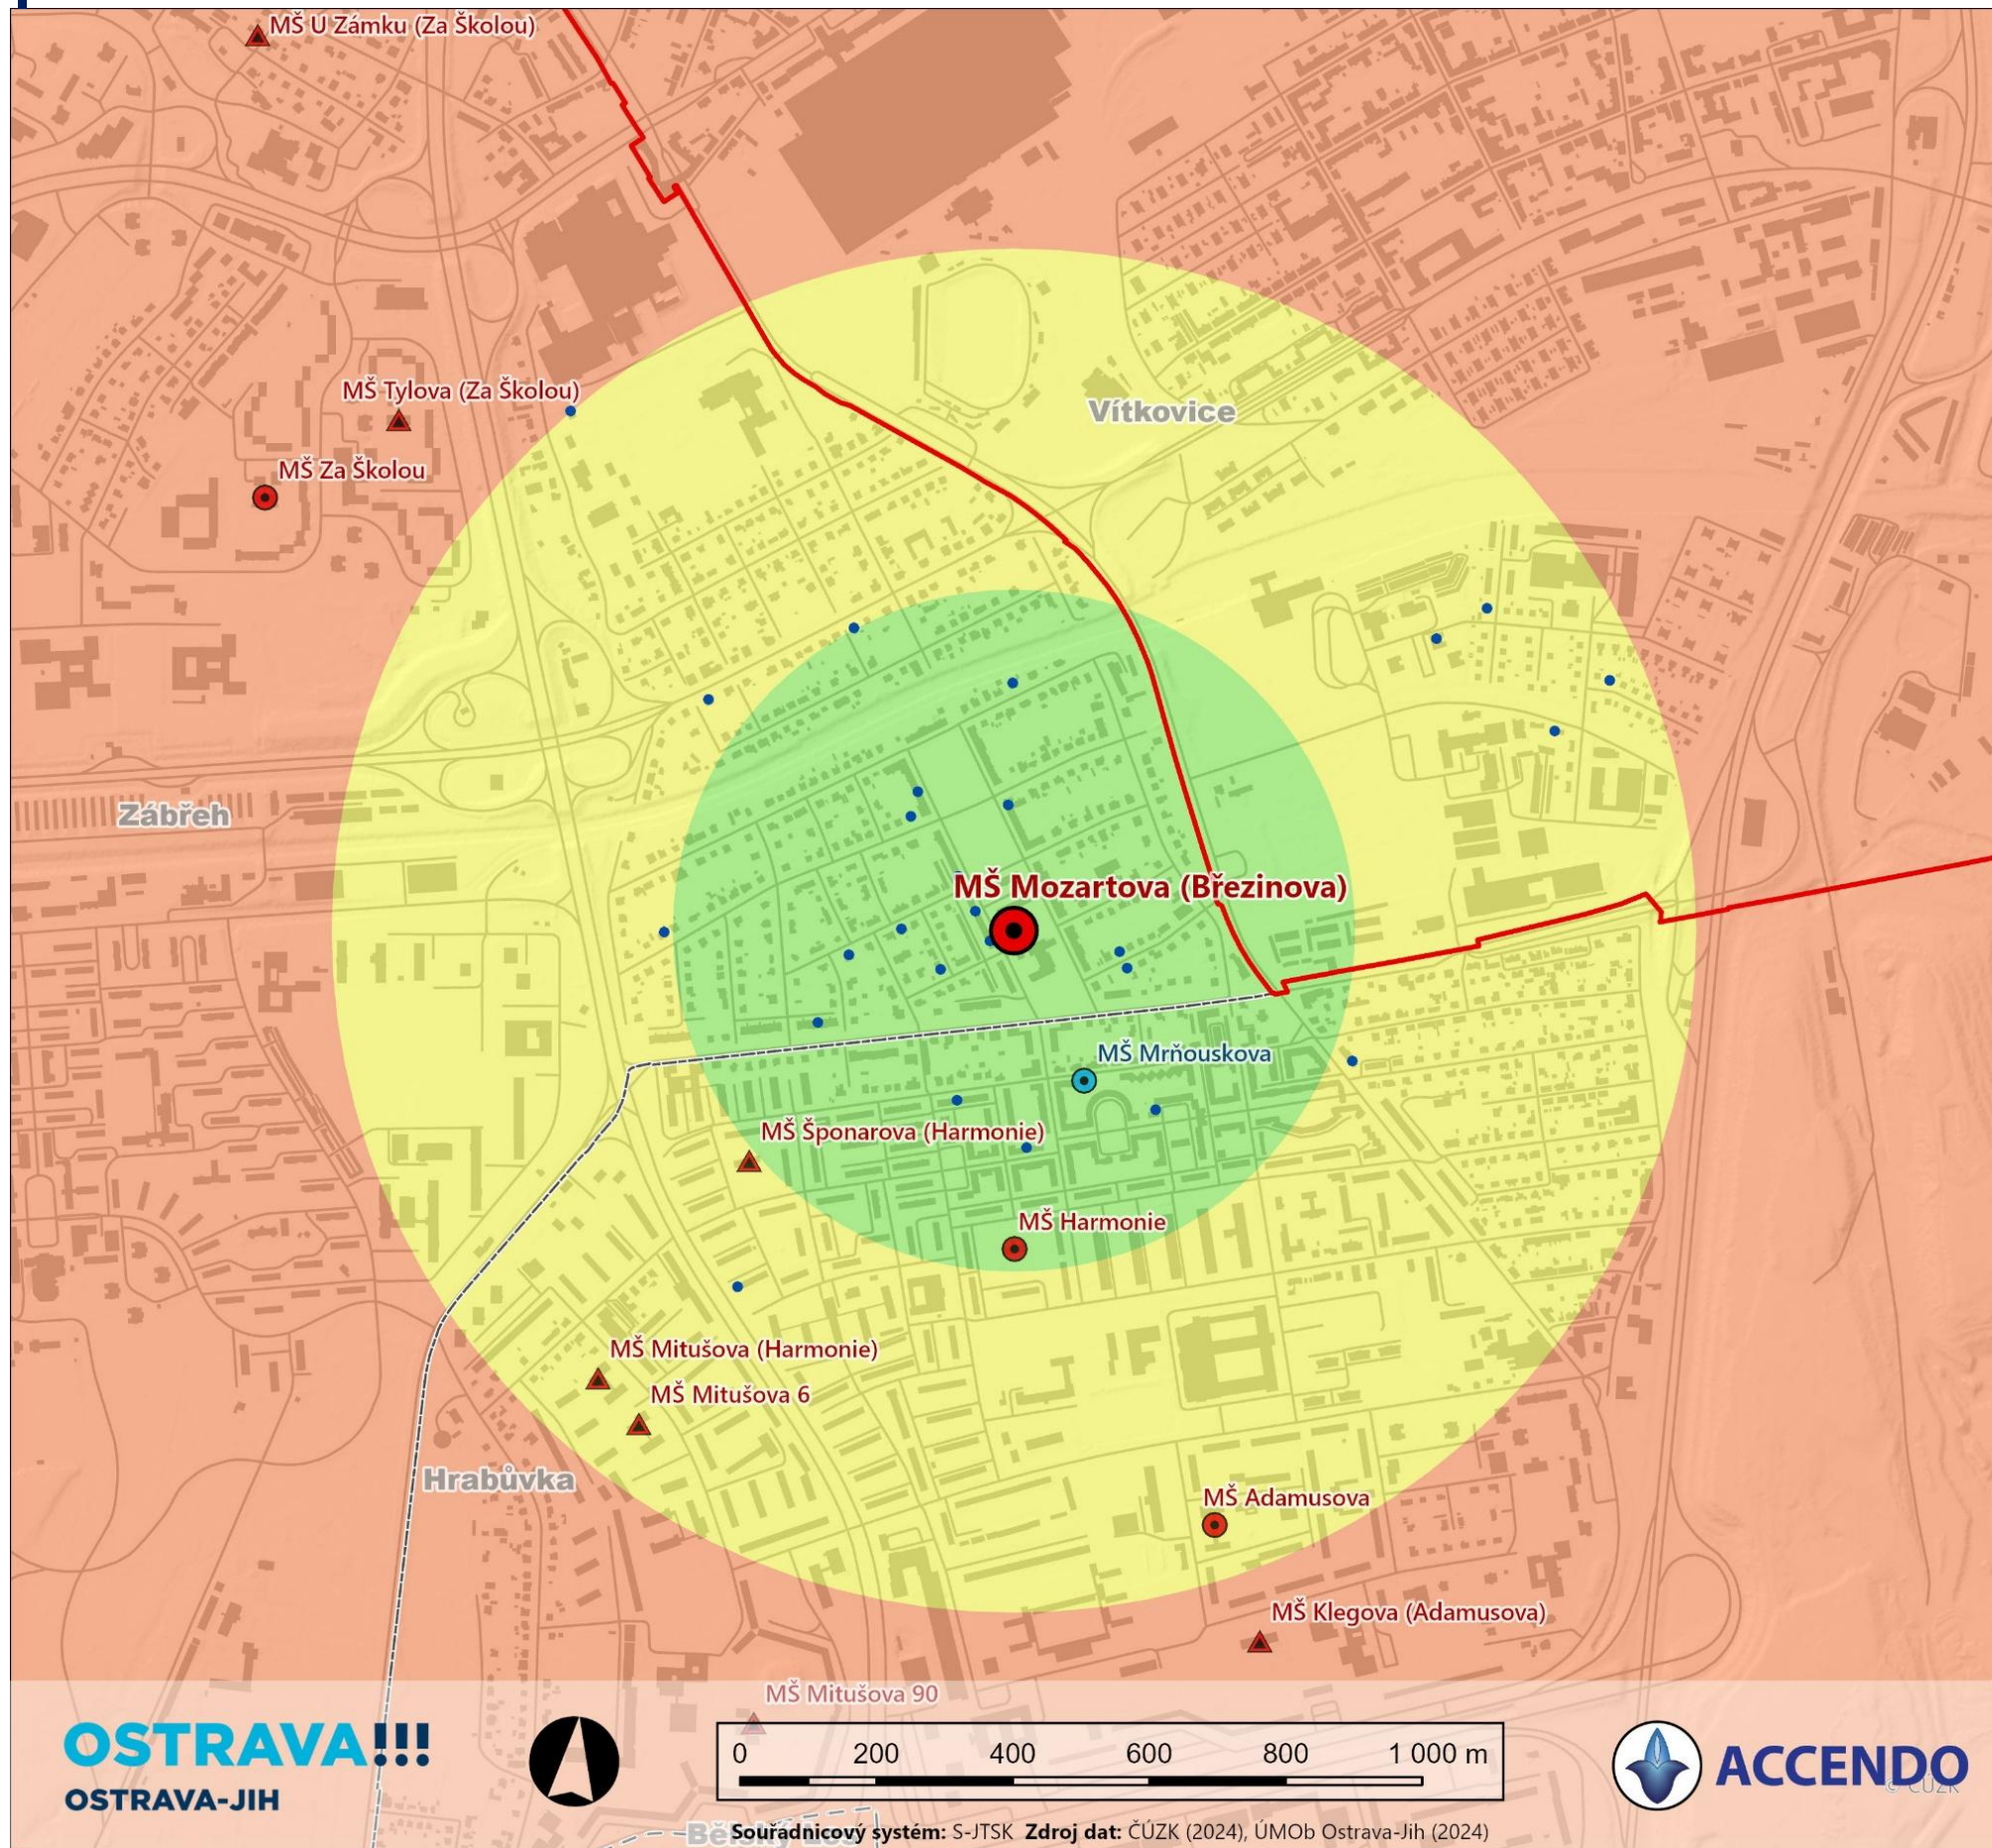 MŠ U Zámku (Za Školou)
MŠ Tylova (Za Školou)
Vítkovice
MŠ Za Školou
Zábřeh
MŠ Mozartova (Březinova)
MŠ Mrňouskova
MŠ Šponarova (Harmonie)
MŠ Harmonie
MŠ Mitušova (Harmonie)
MŠ Mitušova 6
Hrabůvka
MŠ Adamusova
MŠ Klegova (Adamusova)
MŠ Mitušova 90
OSTRAVA!!!
OSTRAVA-JIH
0 200 400 600 800 1 000 m
ACCENDO
© ČÚZK
Bělský Les
Souřadnicový systém: S-JTSK Zdroj dat: ČÚZK (2024), ÚMOb Ostrava-Jih (2024)